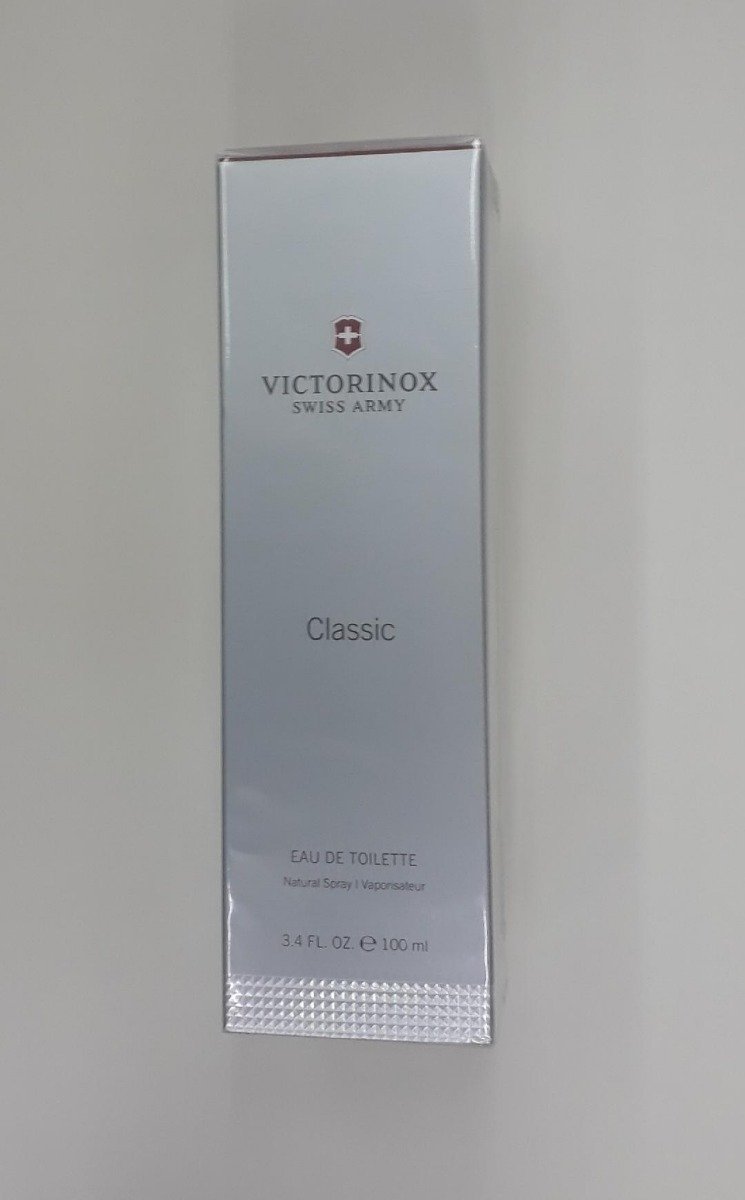 VICTORINOX
SWISS ARMY
Classic
EAU DE TOILETTE
Natural Spray | Vaporisateur
3.4 FL. OZ. ℮ 100 ml